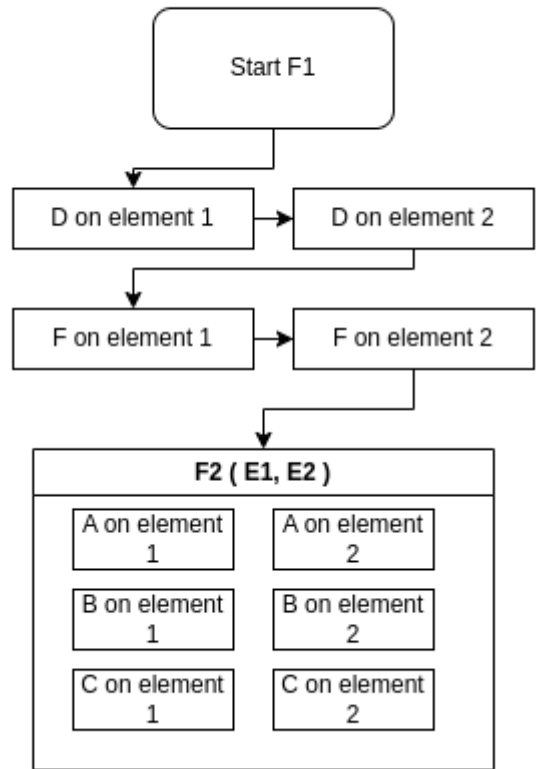 Start F1
D on element 1
D on element 2
F on element 1
F on element 2
F2 ( E1, E2 )
A on element
1
A on element
2
B on element
1
B on element
2
C on element
1
C on element
2